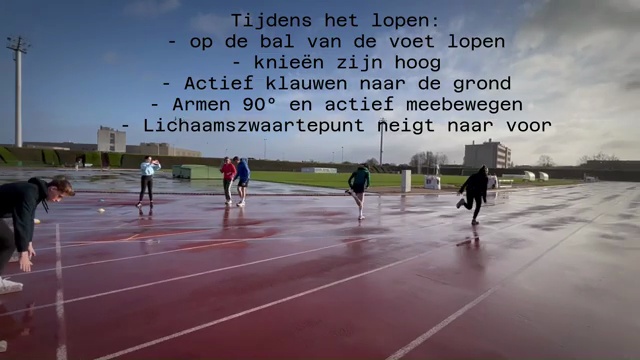 Tijdens het lopen:
- op de bal van de voet lopen
- knieën zijn hoog
- Actief klauwen naar de grond
- Armen 90° en actief meebewegen
- Lichaamszwaartepunt neigt naar voor